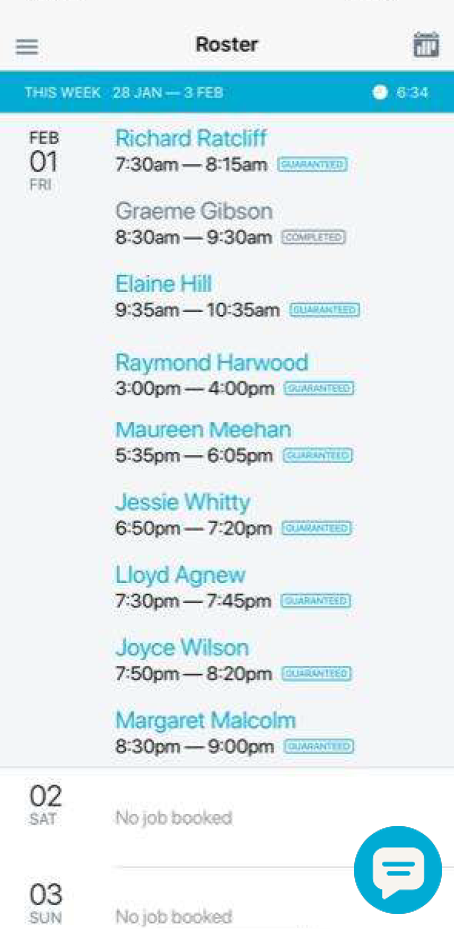 Roster
THIS WEEK 28 JAN — 3 FEB 6:34
FEB
01
FRI
Richard Ratcliff
7:30am — 8:15am GUARANTEED
Graeme Gibson
8:30am — 9:30am COMPLETED
Elaine Hill
9:35am — 10:35am GUARANTEED
Raymond Harwood
3:00pm — 4:00pm GUARANTEED
Maureen Meehan
5:35pm — 6:05pm GUARANTEED
Jessie Whitty
6:50pm — 7:20pm GUARANTEED
Lloyd Agnew
7:30pm — 7:45pm GUARANTEED
Joyce Wilson
7:50pm — 8:20pm GUARANTEED
Margaret Malcolm
8:30pm — 9:00pm GUARANTEED
02
SAT
No job booked
03
SUN
No job booked